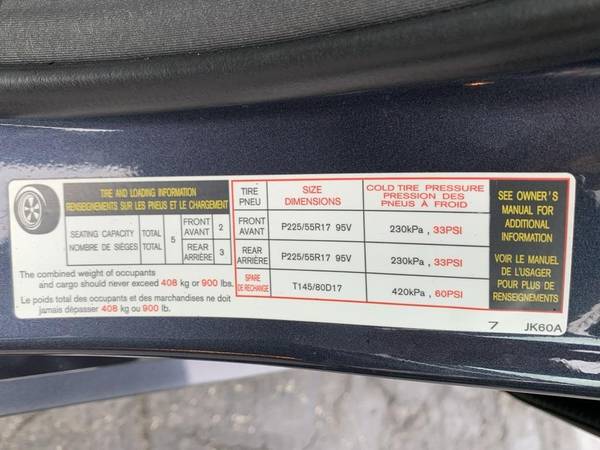 TIRE AND LOADING INFORMATION
RENSEIGNEMENTS SUR LES PNEUS ET LE CHARGEMENT
SEATING CAPACITY
NOMBRE DE SIÈGES
TOTAL
TOTAL
5
FRONT
AVANT
2
REAR
ARRIÈRE
3
The combined weight of occupants
and cargo should never exceed 408 kg or 900 lbs.
Le poids total des occupants et des marchandises ne doit
jamais dépasser 408 kg ou 900 lb.
TIRE
PNEU
SIZE
DIMENSIONS
COLD TIRE PRESSURE
PRESSION DES
PNEUS À FROID
FRONT
AVANT
P225/55R17 95V
230kPa , 33PSI
REAR
ARRIÈRE
P225/55R17 95V
230kPa , 33PSI
SPARE
DE RECHANGE
T145/80D17
420kPa , 60PSI
SEE OWNER'S
MANUAL FOR
ADDITIONAL
INFORMATION
VOIR LE MANUEL
DE L'USAGER
POUR PLUS DE
RENSEIGNEMENTS
7 JK60A